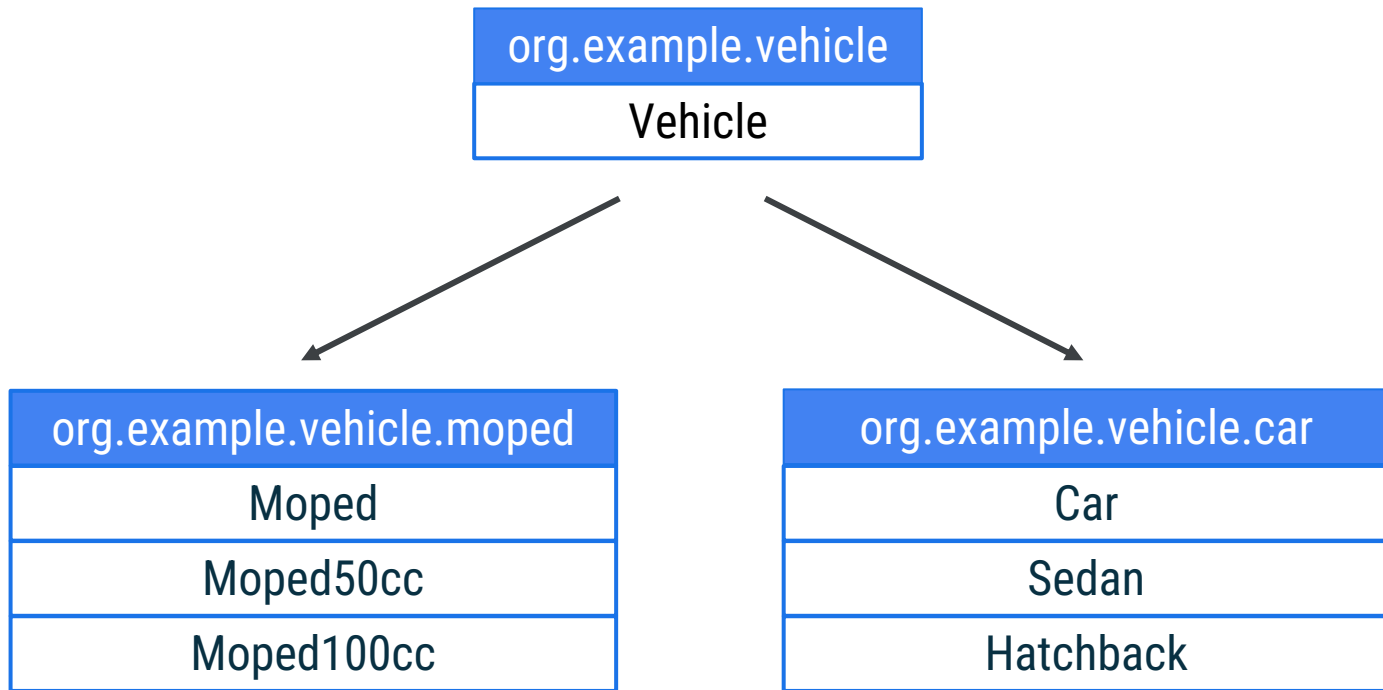 org.example.vehicle
Vehicle
org.example.vehicle.moped
Moped
Moped50cc
Moped100cc
org.example.vehicle.car
Car
Sedan
Hatchback